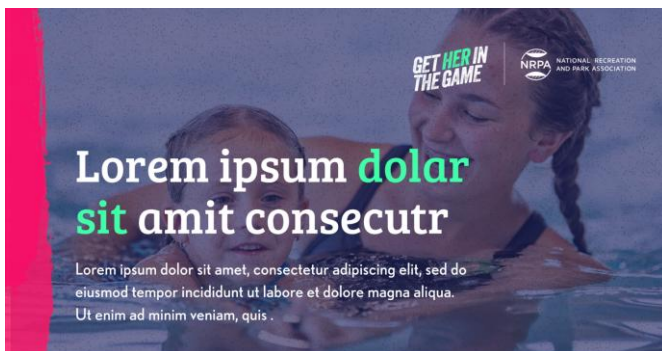 GET HER IN
THE GAME
NRPA
NATIONAL RECREATION
AND PARK ASSOCIATION
Lorem ipsum dolar
sit amit consecutr
Lorem ipsum dolor sit amet, consectetur adipiscing elit, sed do
eiusmod tempor incididunt ut labore et dolore magna aliqua.
Ut enim ad minim veniam, quis .